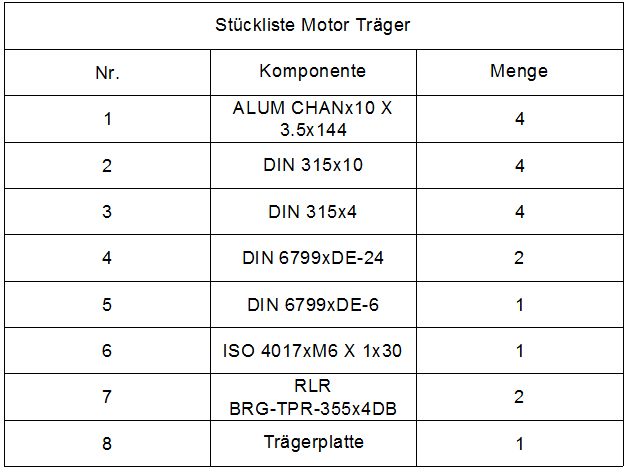 Stückliste Motor Träger
Nr. Komponente Menge
1 ALUM CHANx10 X 4
3.5x144
2 DIN 315x10 4
3 DIN 315x4 4
4 DIN 6799xDE-24 2
5 DIN 6799xDE-6 1
6 ISO 4017xM6 X 1x30 1
7 RLR 2
BRG-TPR-355x4DB
8 Trägerplatte 1